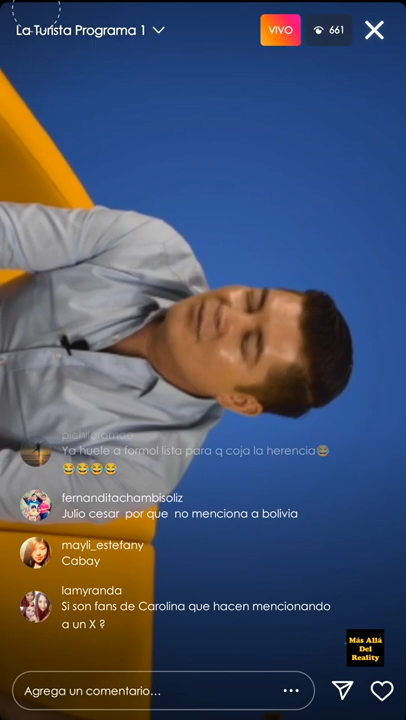 La Turista Programa 1
VIVO
661
Ya huele a formol lista para q coja la herencia😂
😂😂😂😂
fernanditachambisoliz
Julio cesar por que no menciona a bolivia
mayli_estefany
Cabay
lamyranda
Si son fans de Carolina que hacen mencionando
a un X ?
Más Allá
Del
Reality
Agrega un comentario...